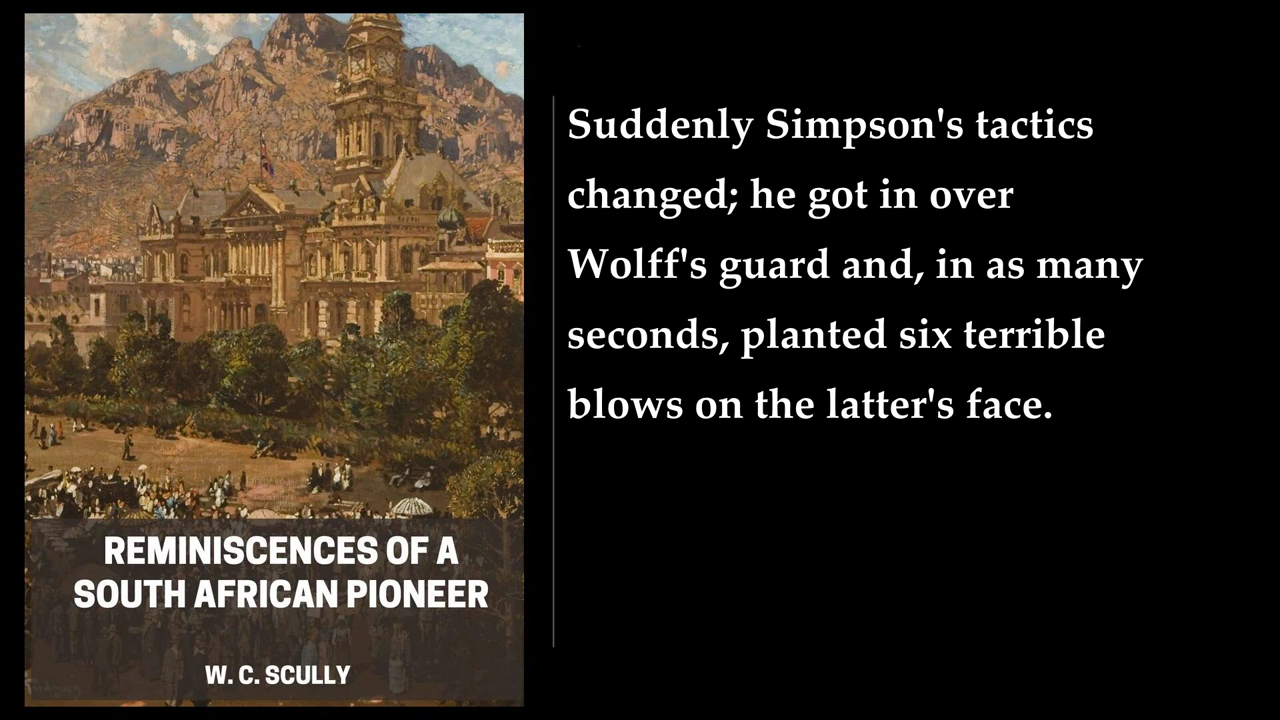 Suddenly Simpson's tactics
changed; he got in over
Wolff's guard and, in as many
seconds, planted six terrible
blows on the latter's face.
REMINISCENCES OF A
SOUTH AFRICAN PIONEER
W. C. SCULLY